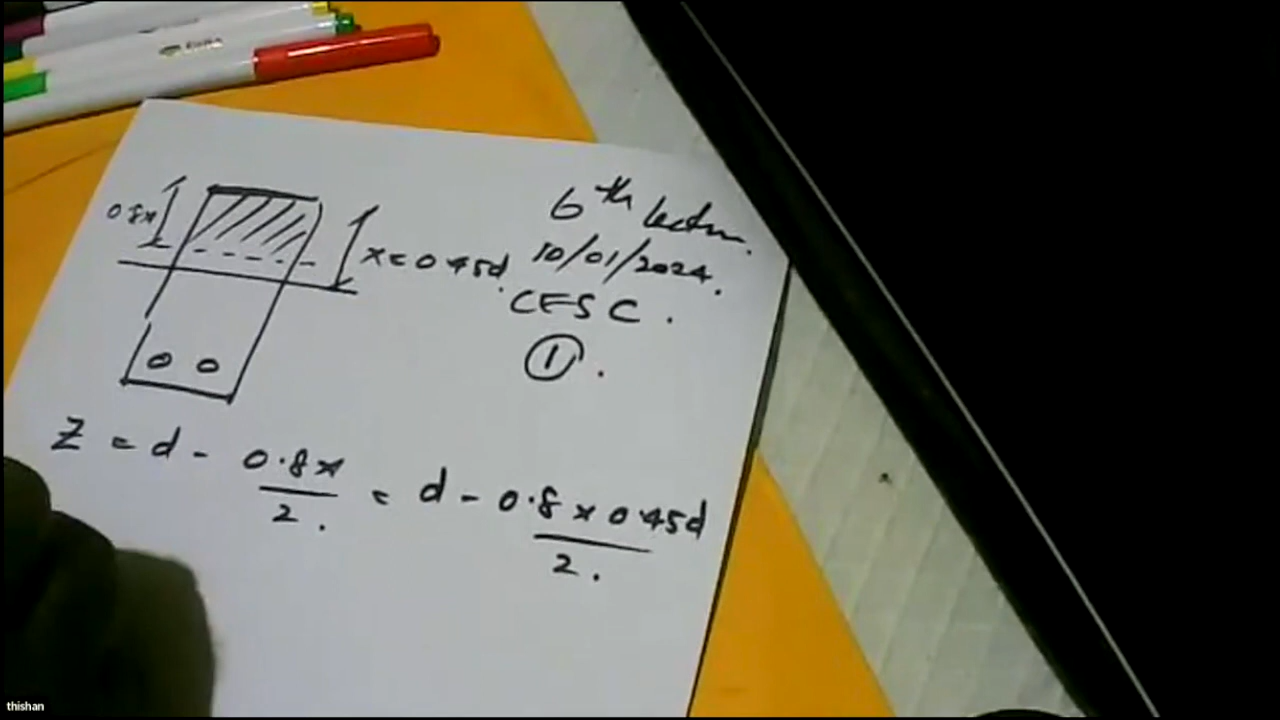 6th lecture.
10/01/2024.
CESC.
1.
0.8x
x = 0.45d
Z = d - 0.8x/2. = d - 0.8 x 0.45d/2.
thishan